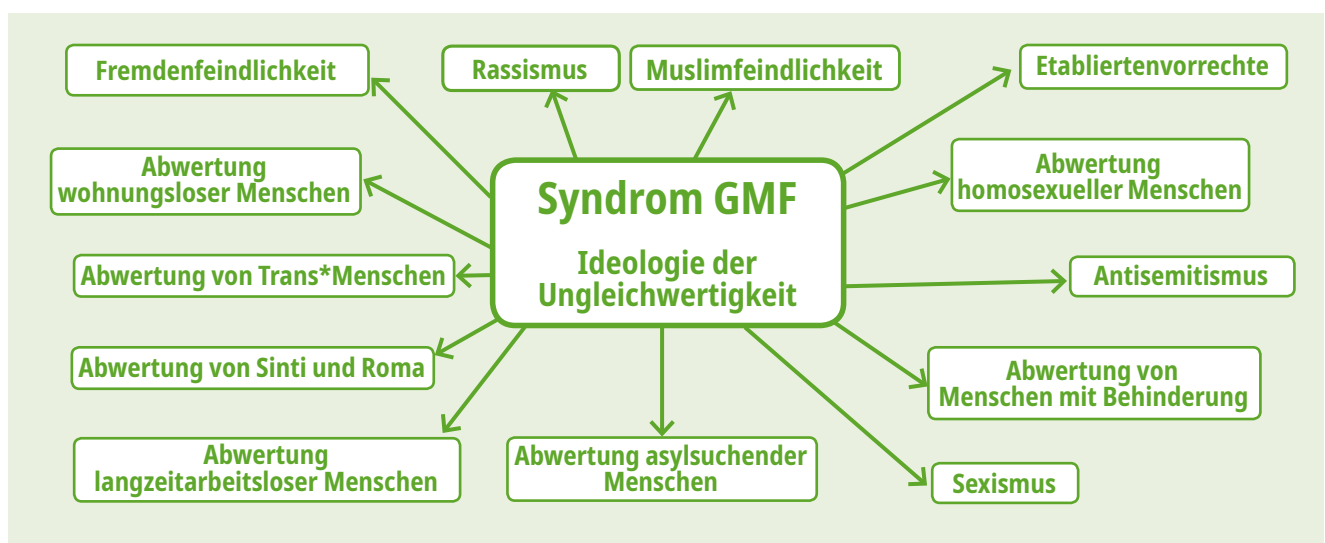 Fremdenfeindlichkeit
Rassismus
Muslimfeindlichkeit
Etabliertenvorrechte
Abwertung
wohnungsloser Menschen
Abwertung
homosexueller Menschen
Syndrom GMF
Ideologie der
Ungleichwertigkeit
Abwertung von Trans*Menschen
Antisemitismus
Abwertung von Sinti und Roma
Abwertung von
Menschen mit Behinderung
Abwertung
langzeitarbeitsloser Menschen
Abwertung asylsuchender
Menschen
Sexismus